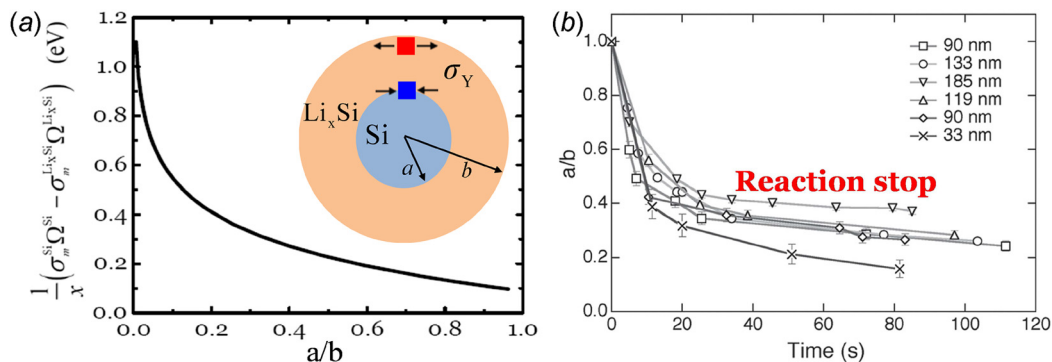 (a)
1/x (σₘ^Si Ω^Si − σₘ^LiₓSi Ω^LiₓSi) (eV)
1.2
1.0
0.8
0.6
0.4
0.2
0.0
0.0 0.2 0.4 0.6 0.8 1.0
a/b
σY
LiₓSi
Si
a
b
(b)
a/b
1.0
0.8
0.6
0.4
0.2
0.0
0 20 40 60 80 100 120
Time (s)
90 nm
133 nm
185 nm
119 nm
90 nm
33 nm
Reaction stop